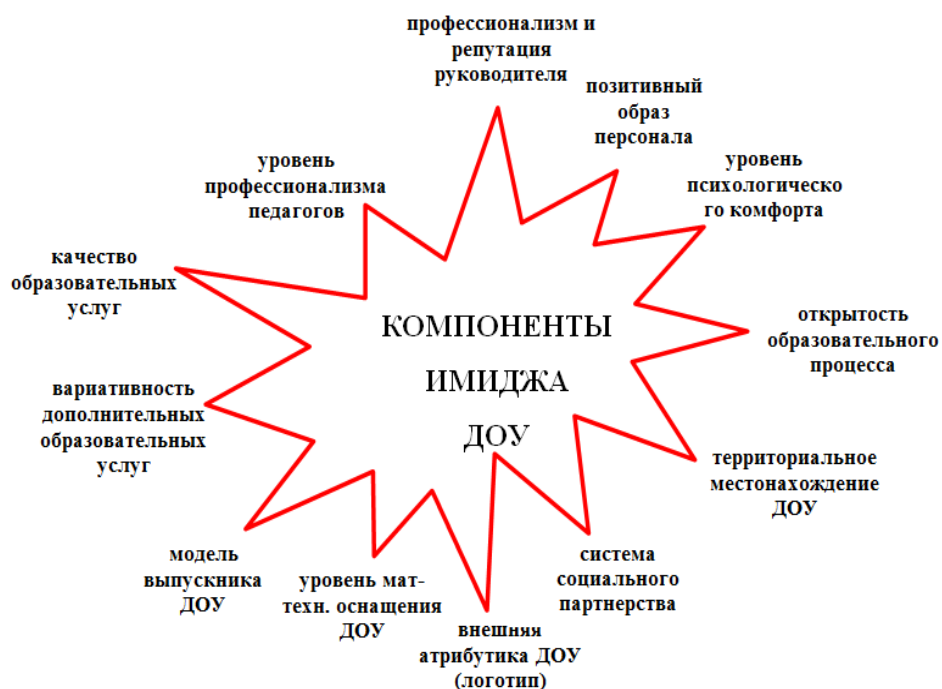 профессионализм и
репутация
руководителя
позитивный
образ
персонала
уровень
психологическо
го комфорта
открытость
образовательного
процесса
территориальное
местонахождение
ДОУ
система
социального
партнерства
внешняя
атрибутика ДОУ
(логотип)
уровень мат-
техн. оснащения
ДОУ
модель
выпускника
ДОУ
вариативность
дополнительных
образовательных
услуг
качество
образовательных
услуг
уровень
профессионализма
педагогов
КОМПОНЕНТЫ
ИМИДЖА
ДОУ